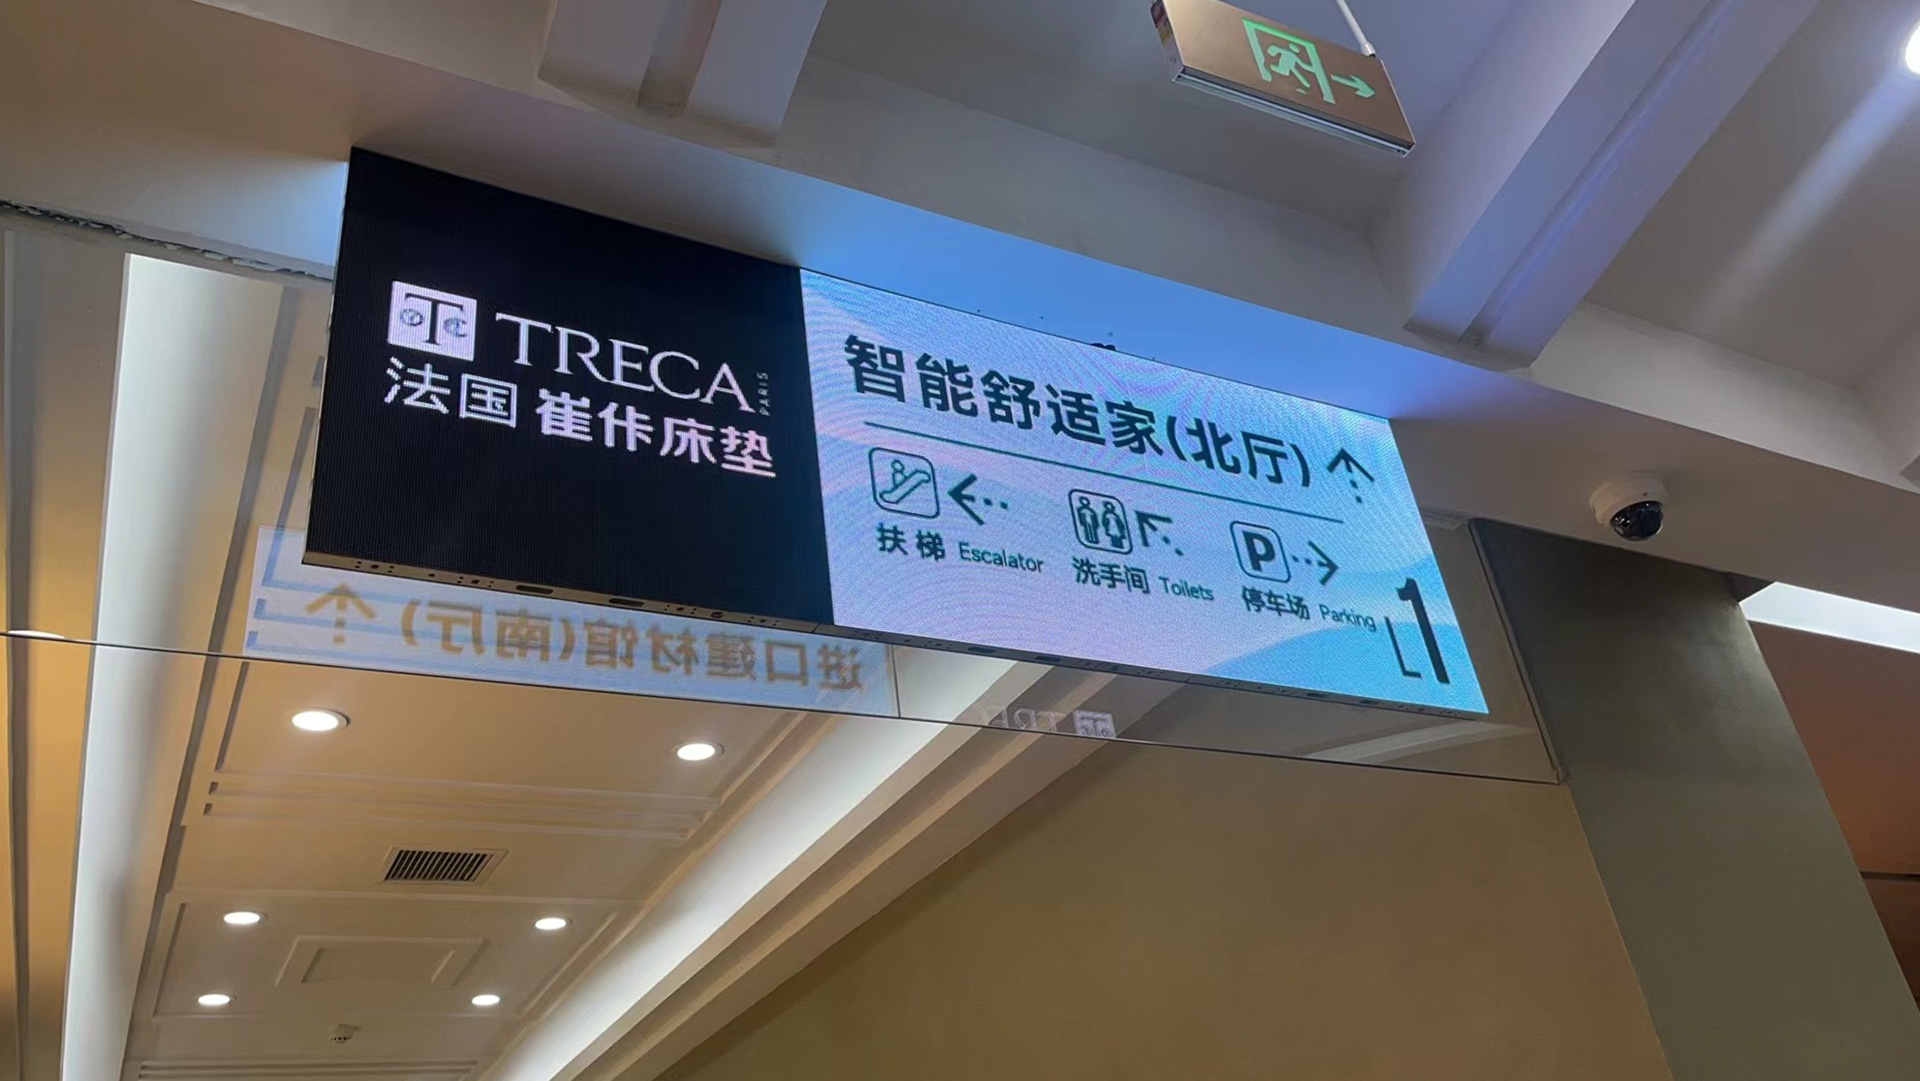 TRECA PARIS
法国 崔佧床垫
智能舒适家(北厅)
扶梯 Escalator
洗手间 Toilets
P
停车场 Parking
L1
进口建材馆(南厅)